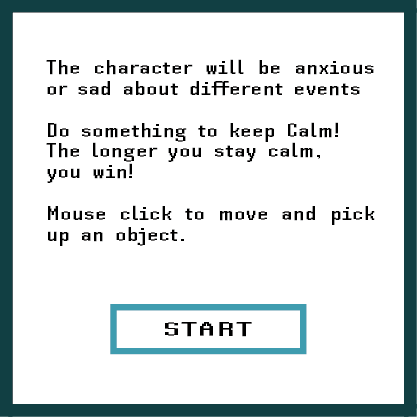 The character will be anxious
or sad about different events
Do something to keep Calm!
The longer you stay calm,
you win!
Mouse click to move and pick
up an object.
START